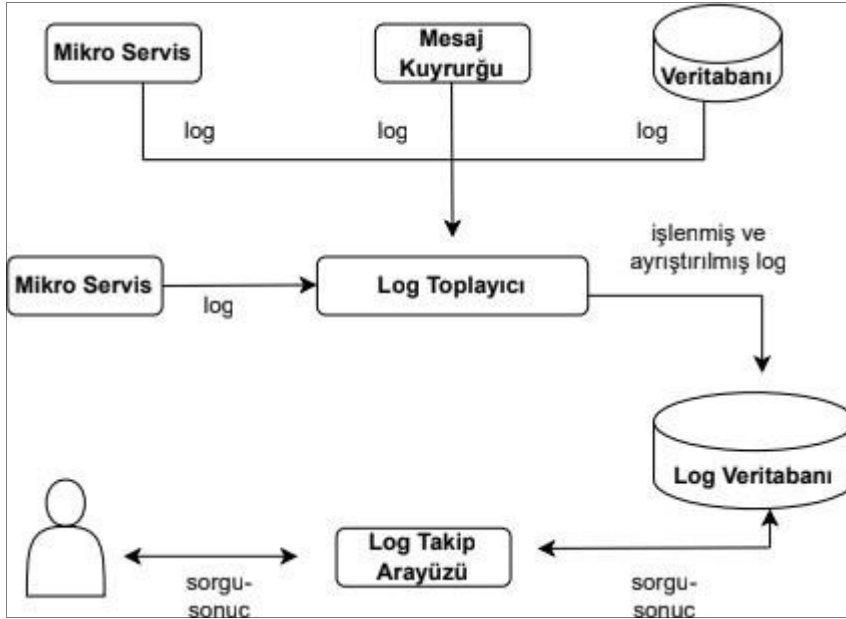 Mikro Servis
Mesaj
Kuyrurğu
Veritabanı
log
log
log
işlenmiş ve
ayrıştırılmış log
Mikro Servis
log
Log Toplayıcı
Log Veritabanı
Log Takip
Arayüzü
sorgu-
sonuc
sorgu-
sonuc